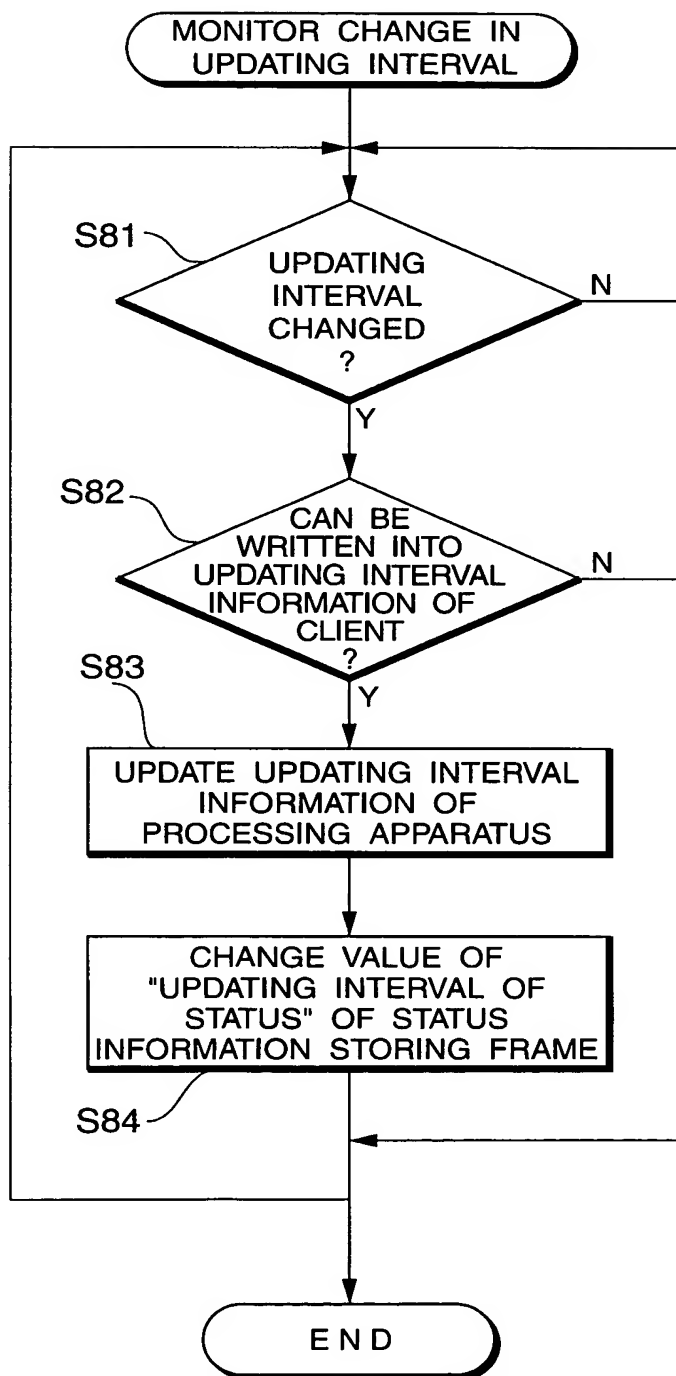 MONITOR CHANGE IN
UPDATING INTERVAL
S81
UPDATING
INTERVAL
CHANGED
?
N
Y
S82
CAN BE
WRITTEN INTO
UPDATING INTERVAL
INFORMATION OF
CLIENT
?
N
Y
S83
UPDATE UPDATING INTERVAL
INFORMATION OF
PROCESSING APPARATUS
CHANGE VALUE OF
"UPDATING INTERVAL OF
STATUS" OF STATUS
INFORMATION STORING FRAME
S84
END